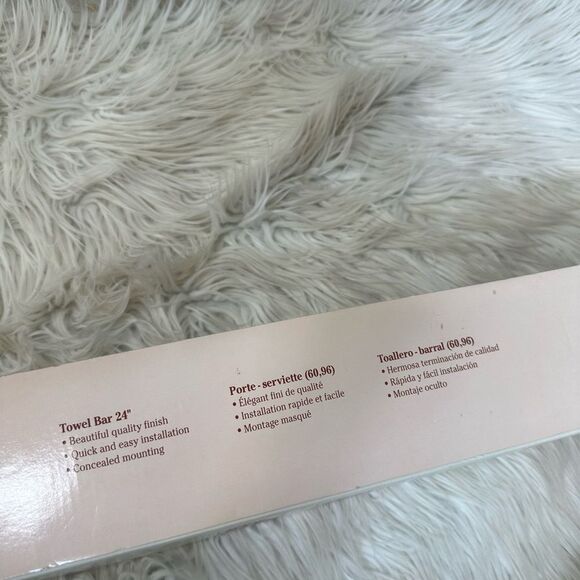 Towel Bar 24"
• Beautiful quality finish
• Quick and easy installation
• Concealed mounting
Porte-serviette (60,96)
• Élégant fini de qualité
• Installation rapide et facile
• Montage masqué
Toallero-barral (60,96)
• Hermosa terminación de calidad
• Rápida y fácil instalación
• Montaje oculto